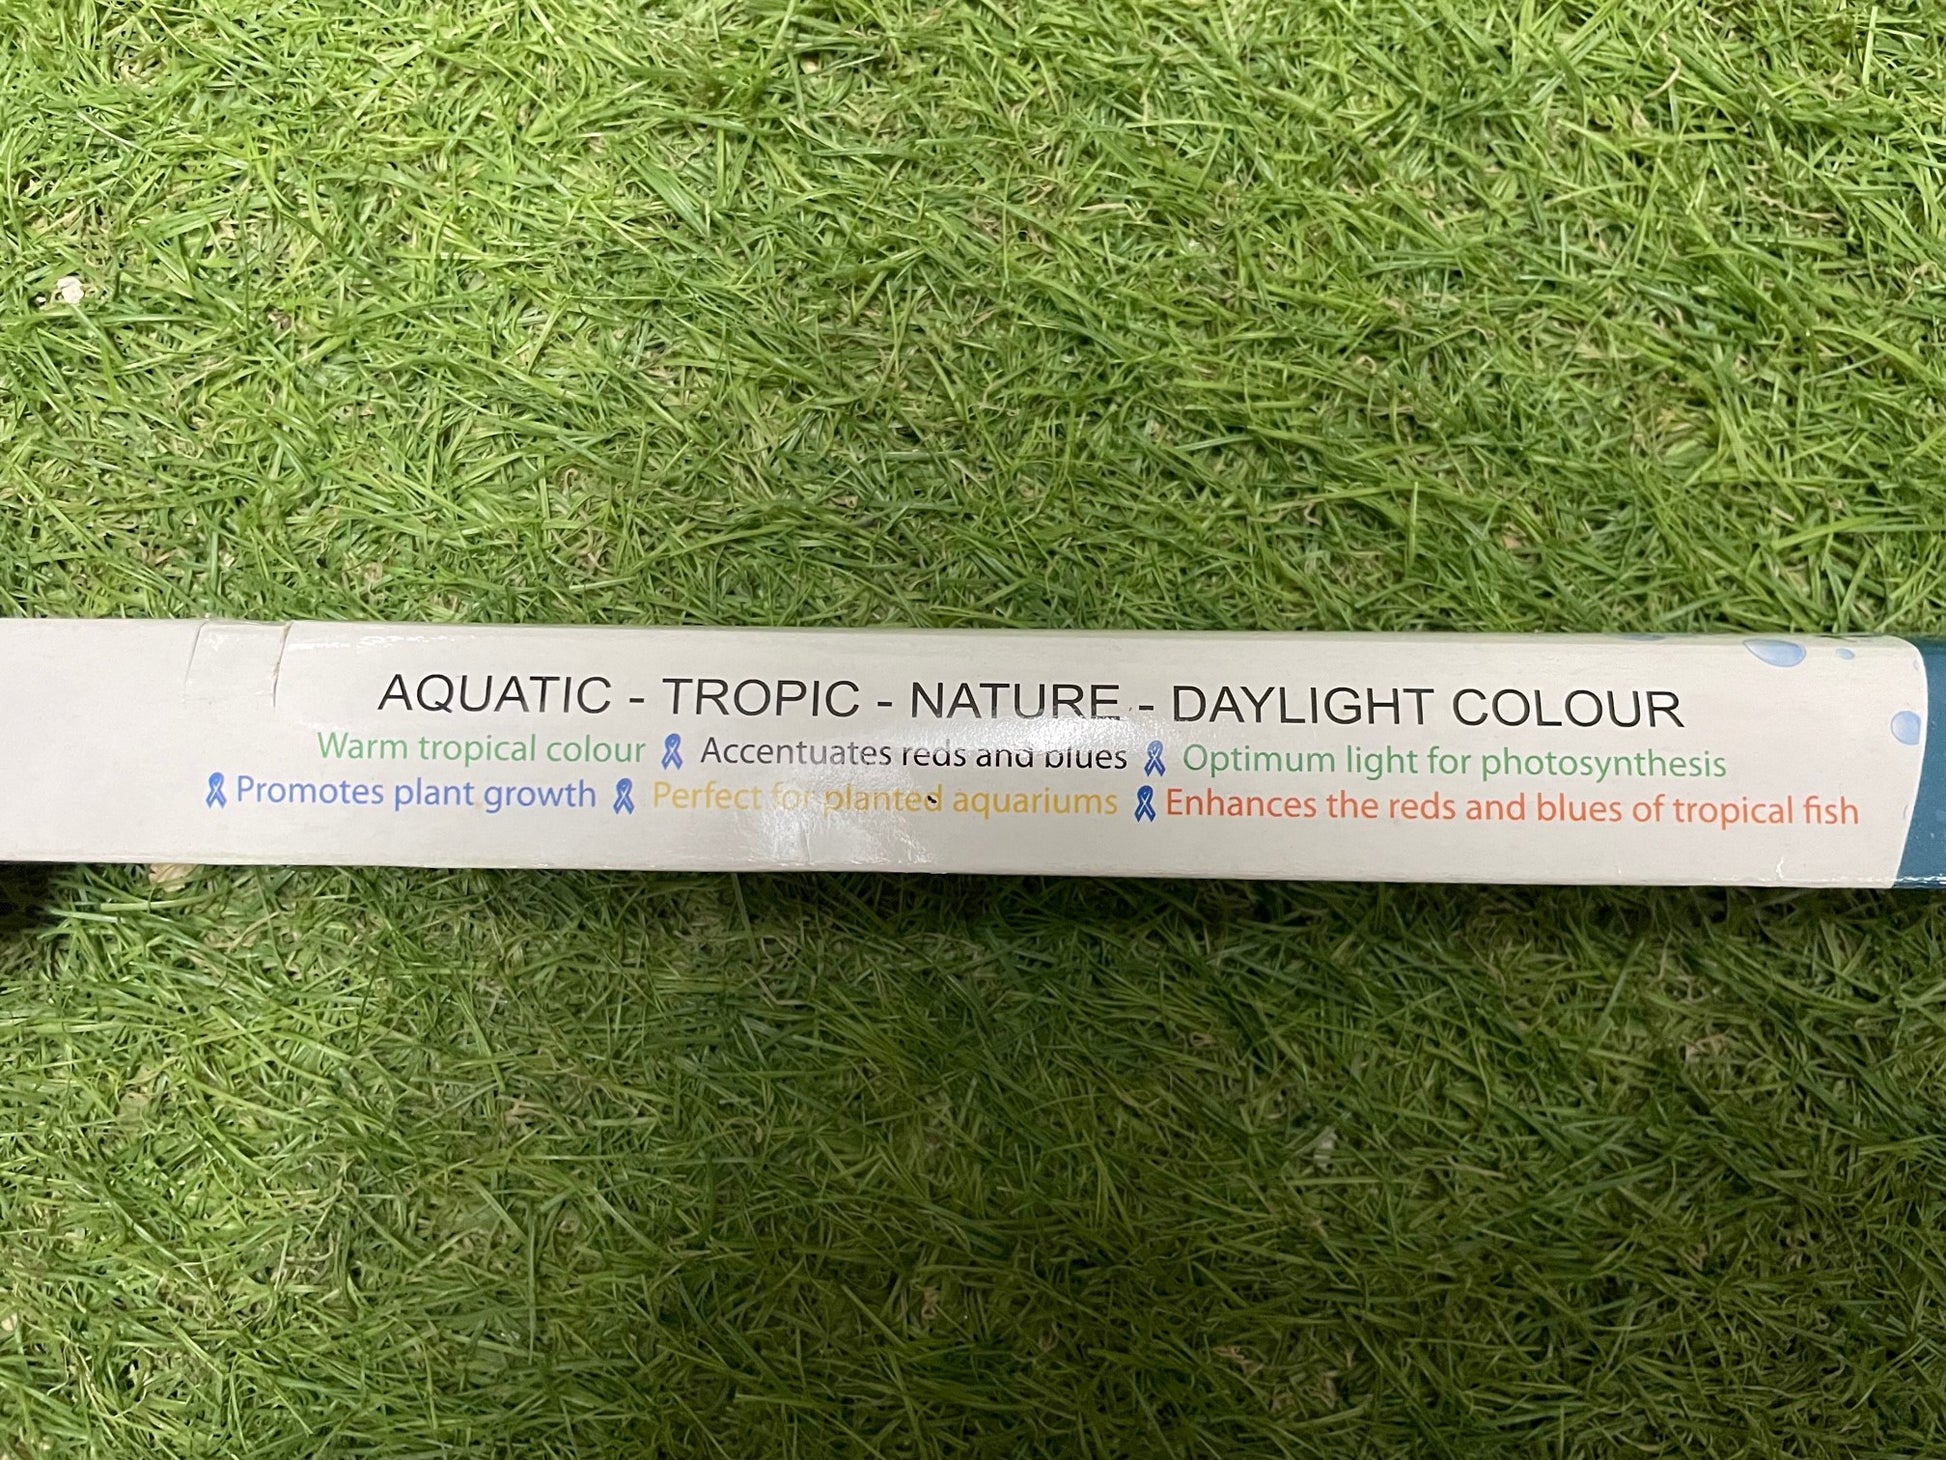 AQUATIC - TROPIC - NATURE - DAYLIGHT COLOUR
Warm tropical colour Accentuates reds and blues Optimum light for photosynthesis
Promotes plant growth Perfect for planted aquariums Enhances the reds and blues of tropical fish